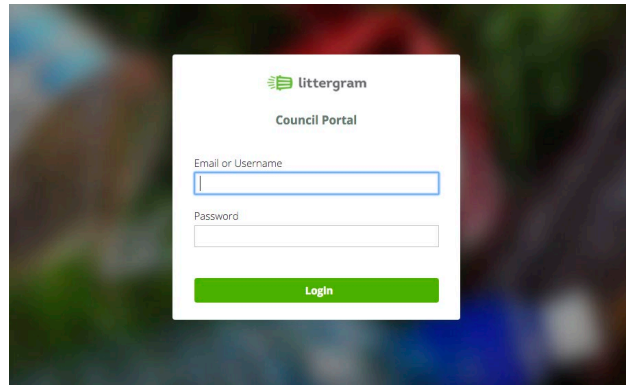 littergram
Council Portal
Email or Username
Password
Login